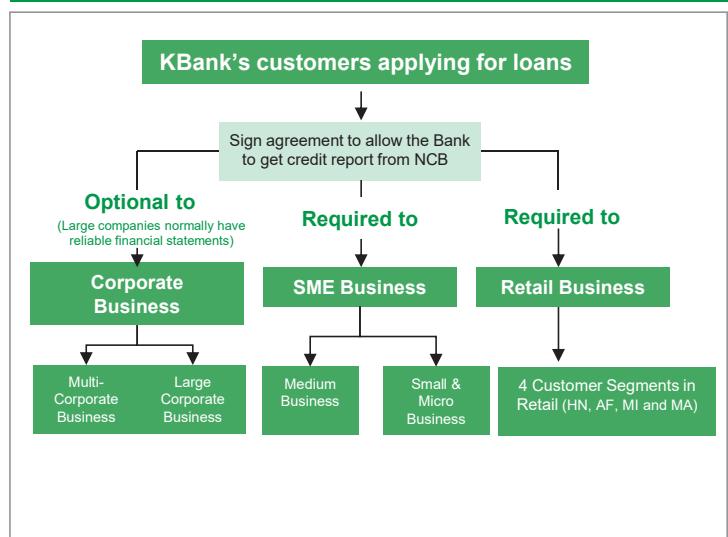 KBank's customers applying for loans
Sign agreement to allow the Bank
to get credit report from NCB
Optional to
(Large companies normally have
reliable financial statements)
Required to
Required to
Corporate
Business
SME Business
Retail Business
Multi-
Corporate
Business
Large
Corporate
Business
Medium
Business
Small &
Micro
Business
4 Customer Segments in
Retail (HN, AF, MI and MA)